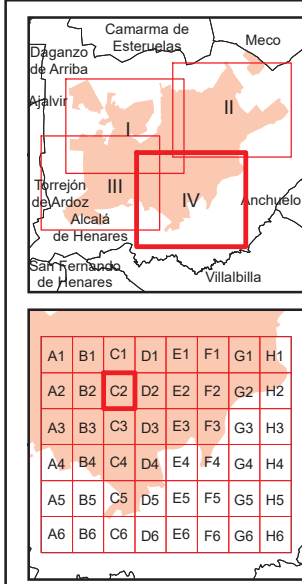 Camarma de
Esteruelas
Meco
Daganzo
de Arriba
Ajalvir
I
II
Torrejón
de Ardoz
III
IV
Anchuelo
Alcalá
de Henares
San Fernando
de Henares
Villalbilla
A1 B1 C1 D1 E1 F1 G1 H1
A2 B2 C2 D2 E2 F2 G2 H2
A3 B3 C3 D3 E3 F3 G3 H3
A4 B4 C4 D4 E4 F4 G4 H4
A5 B5 C5 D5 E5 F5 G5 H5
A6 B6 C6 D6 E6 F6 G6 H6